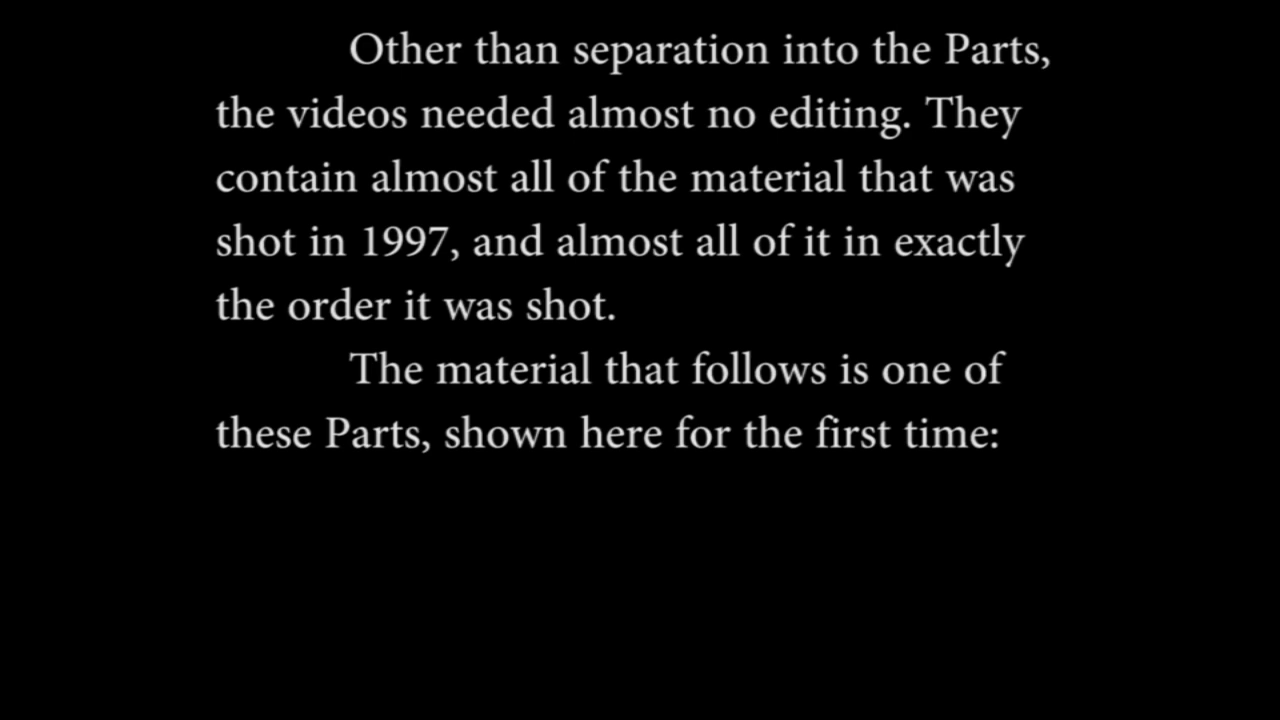 Other than separation into the Parts,
the videos needed almost no editing. They
contain almost all of the material that was
shot in 1997, and almost all of it in exactly
the order it was shot.
The material that follows is one of
these Parts, shown here for the first time: